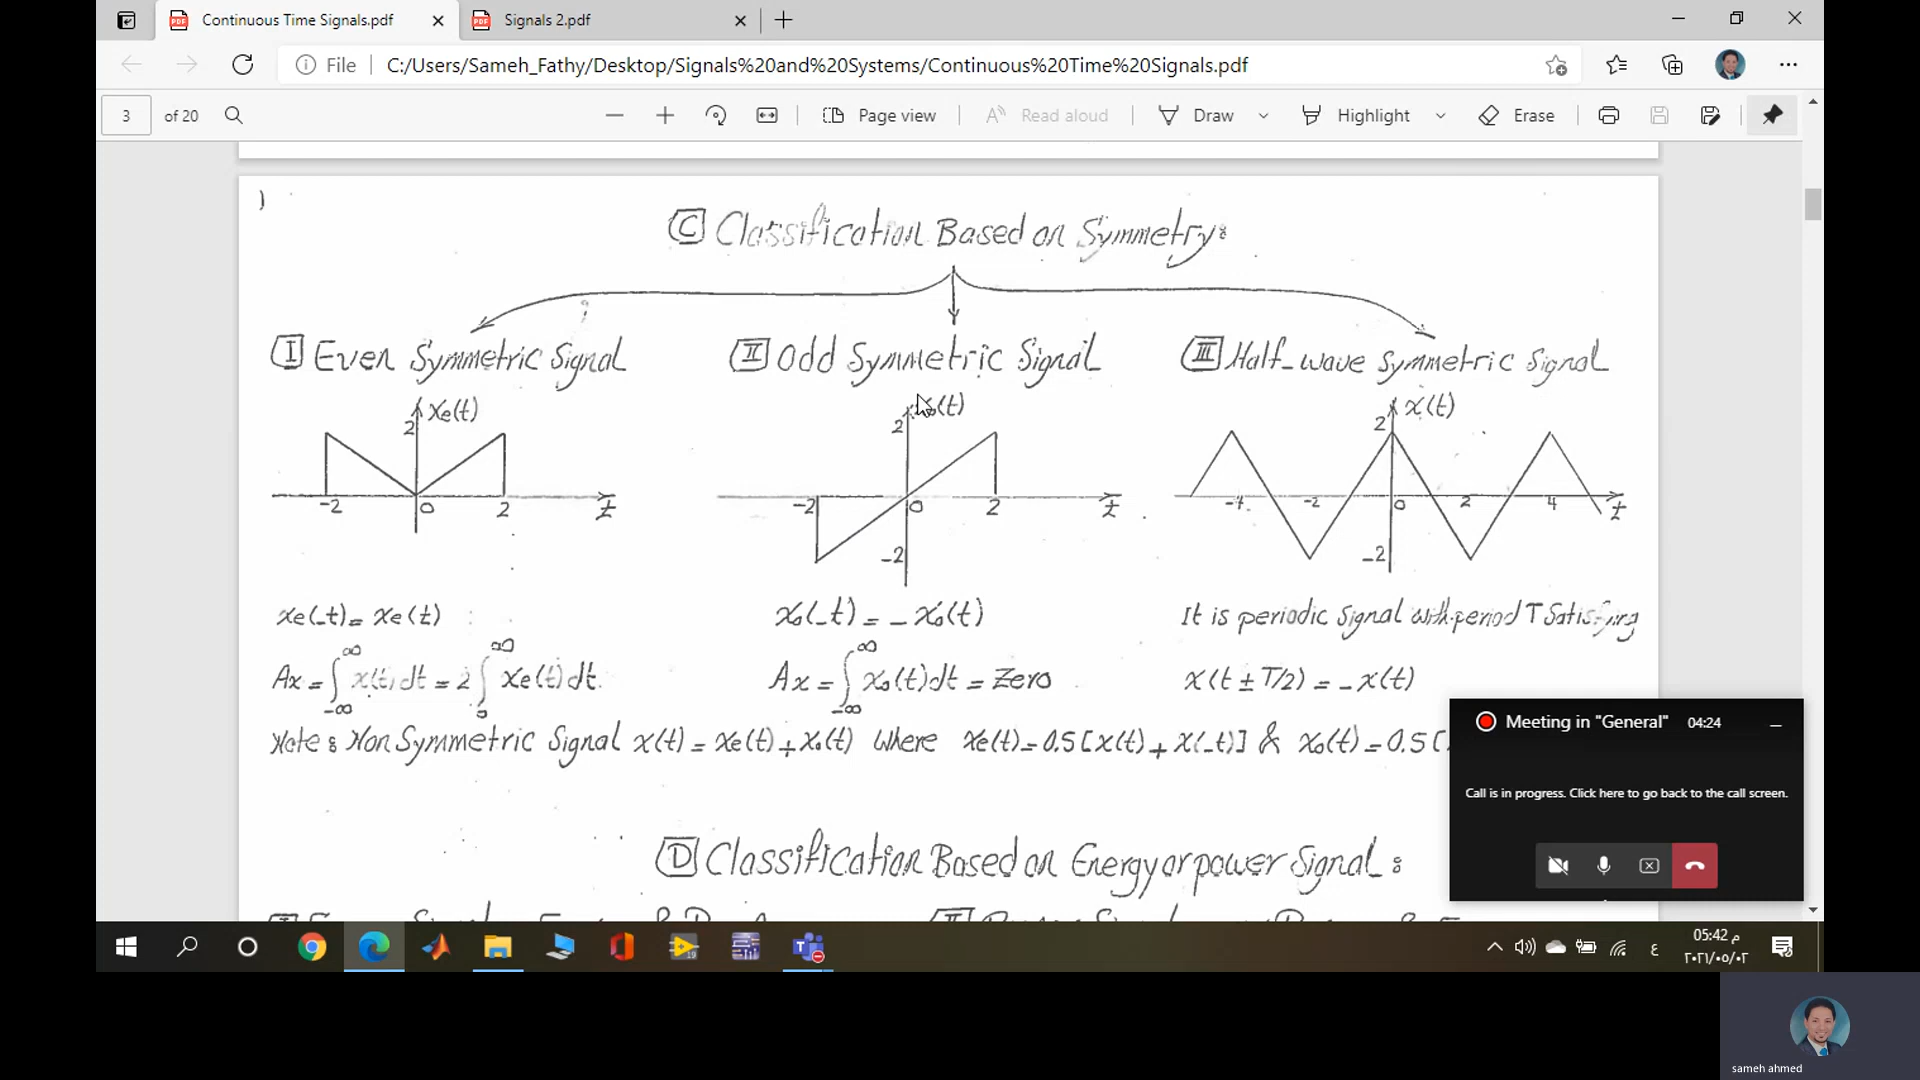 Continuous Time Signals.pdf
Signals 2.pdf
File
C:/Users/Sameh_Fathy/Desktop/Signals%20and%20Systems/Continuous%20Time%20Signals.pdf
3 of 20
Page view
Read aloud
Draw
Highlight
Erase
C Classification Based on Symmetry:
I Even Symmetric Signal
II Odd Symmetric Signal
III Half-wave Symmetric Signal
xe(t)
2
-2 0 2 t
xo(t)
2
-2 0 2 t
-2
x(t)
2
-4 -2 0 2 4 t
-2
xe(-t) = xe(t)
xo(-t) = - xo(t)
It is periodic Signal with period T Satisfying
Ax = ∫_{-∞}^{∞} x(t) dt = 2 ∫_{0}^{∞} xe(t) dt.
Ax = ∫_{-∞}^{∞} xo(t) dt = Zero
x(t ± T/2) = - x(t)
Note: Non Symmetric Signal x(t) = xe(t) + xo(t) Where xe(t) = 0.5 [x(t) + x(-t)] & xo(t) = 0.5 [
D Classification Based on Energy or power Signal:
Meeting in "General" 04:24
Call is in progress. Click here to go back to the call screen.
19
ع
05:42 م
٢٠٢١/٠٥/٠٢
sameh ahmed